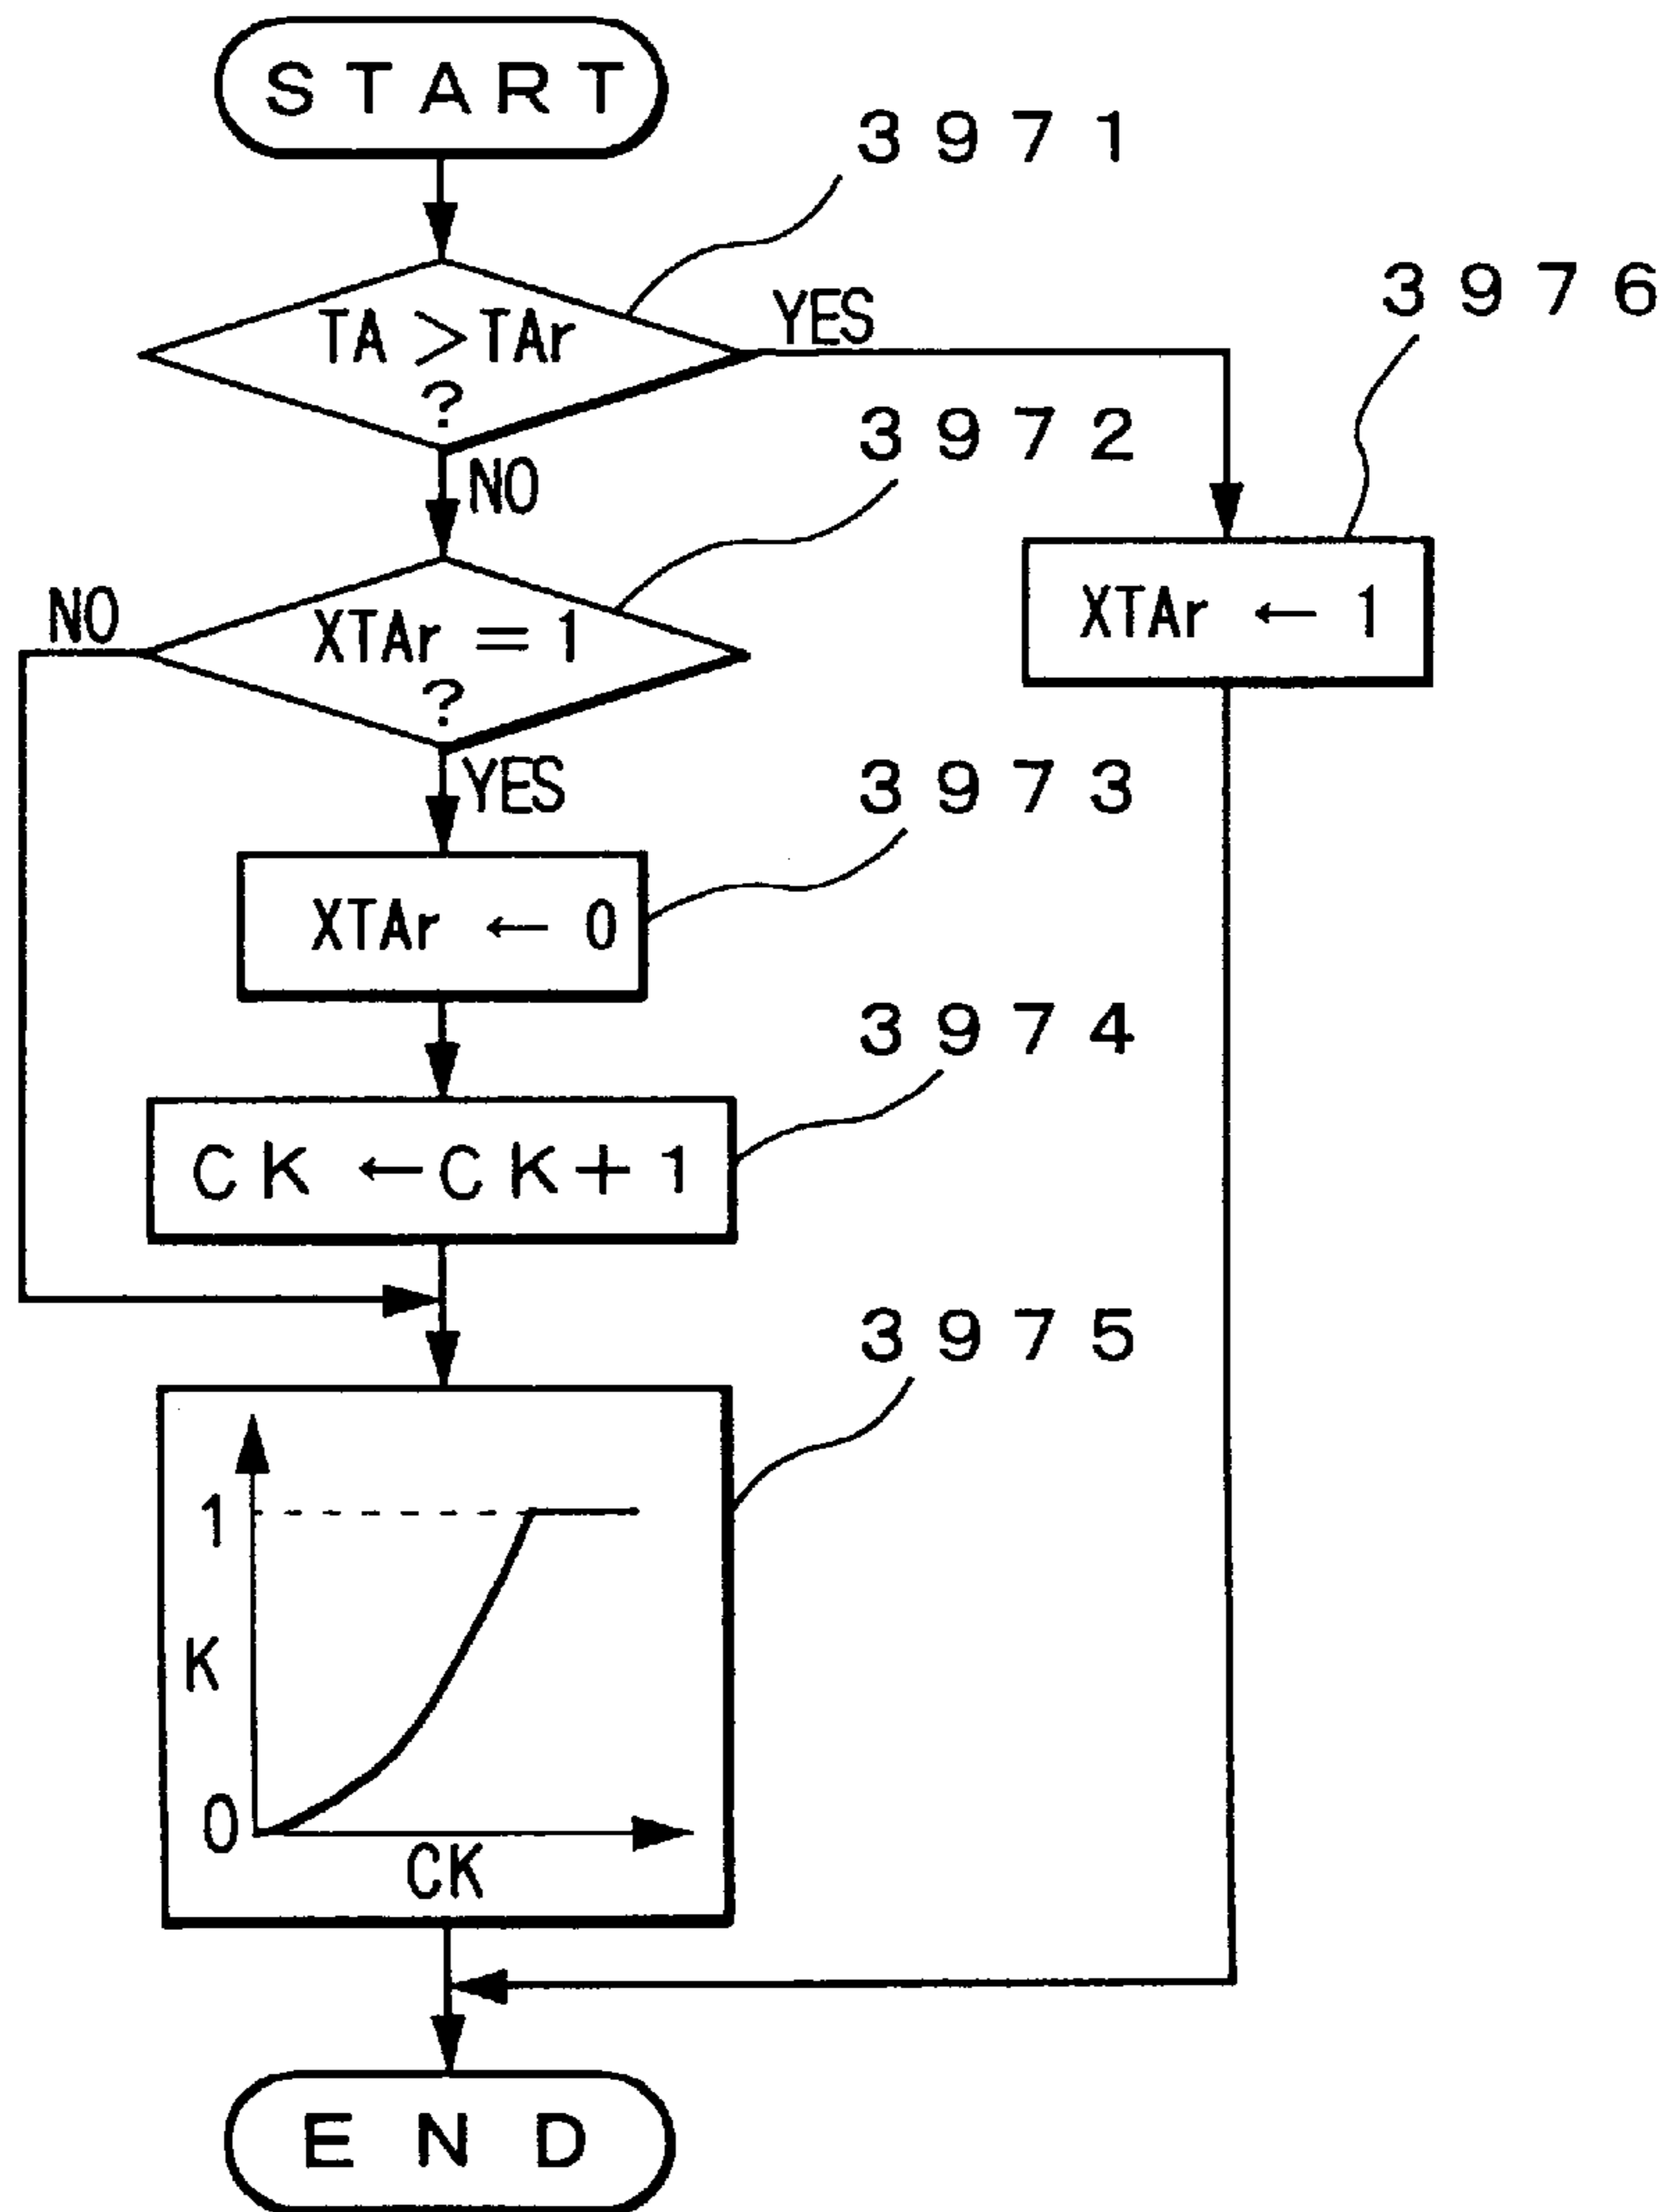 START
3971
TA > TAr
?
YES
3976
NO
3972
XTAr = 1
?
NO
XTAr ← 1
YES
3973
XTAr ← 0
3974
CK ← CK + 1
3975
1
K
0
CK
END